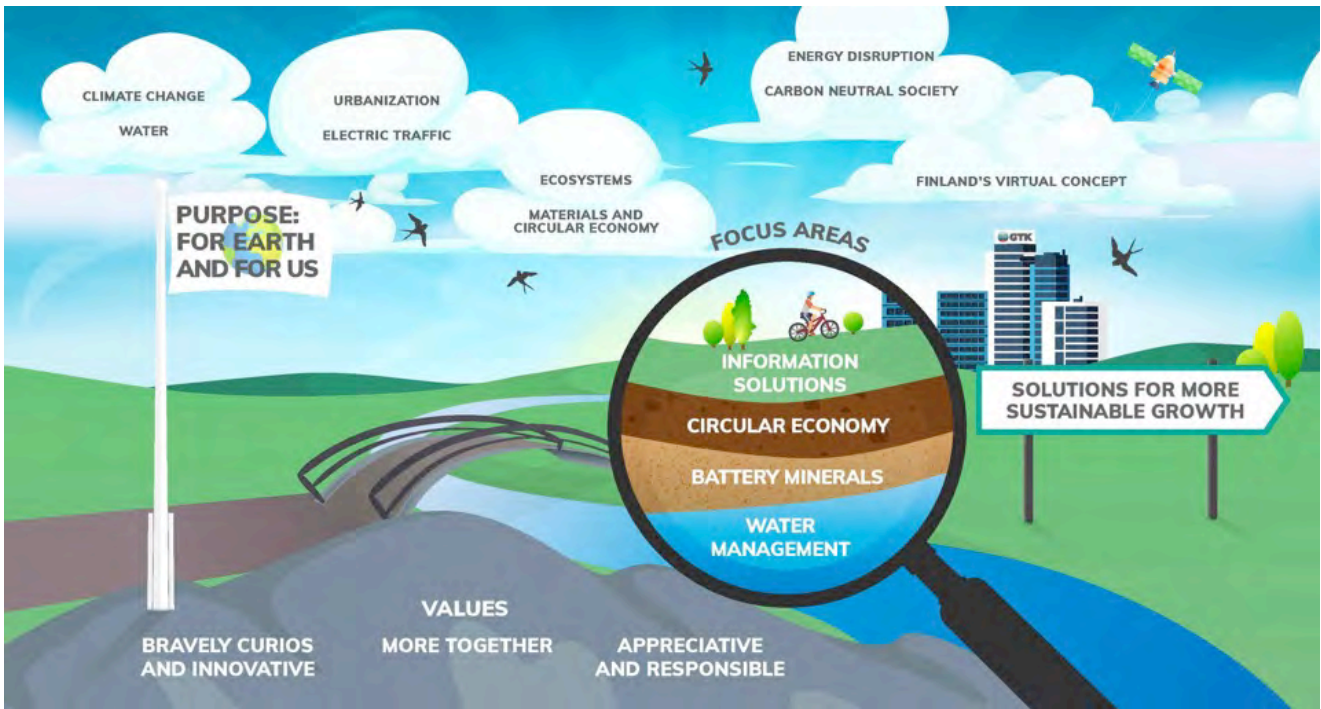 CLIMATE CHANGE
WATER
URBANIZATION
ELECTRIC TRAFFIC
ECOSYSTEMS
MATERIALS AND
CIRCULAR ECONOMY
ENERGY DISRUPTION
CARBON NEUTRAL SOCIETY
FINLAND'S VIRTUAL CONCEPT
PURPOSE:
FOR EARTH
AND FOR US
FOCUS AREAS
INFORMATION
SOLUTIONS
CIRCULAR ECONOMY
BATTERY MINERALS
WATER
MANAGEMENT
GTK
SOLUTIONS FOR MORE
SUSTAINABLE GROWTH
VALUES
BRAVELY CURIOS
AND INNOVATIVE
MORE TOGETHER
APPRECIATIVE
AND RESPONSIBLE